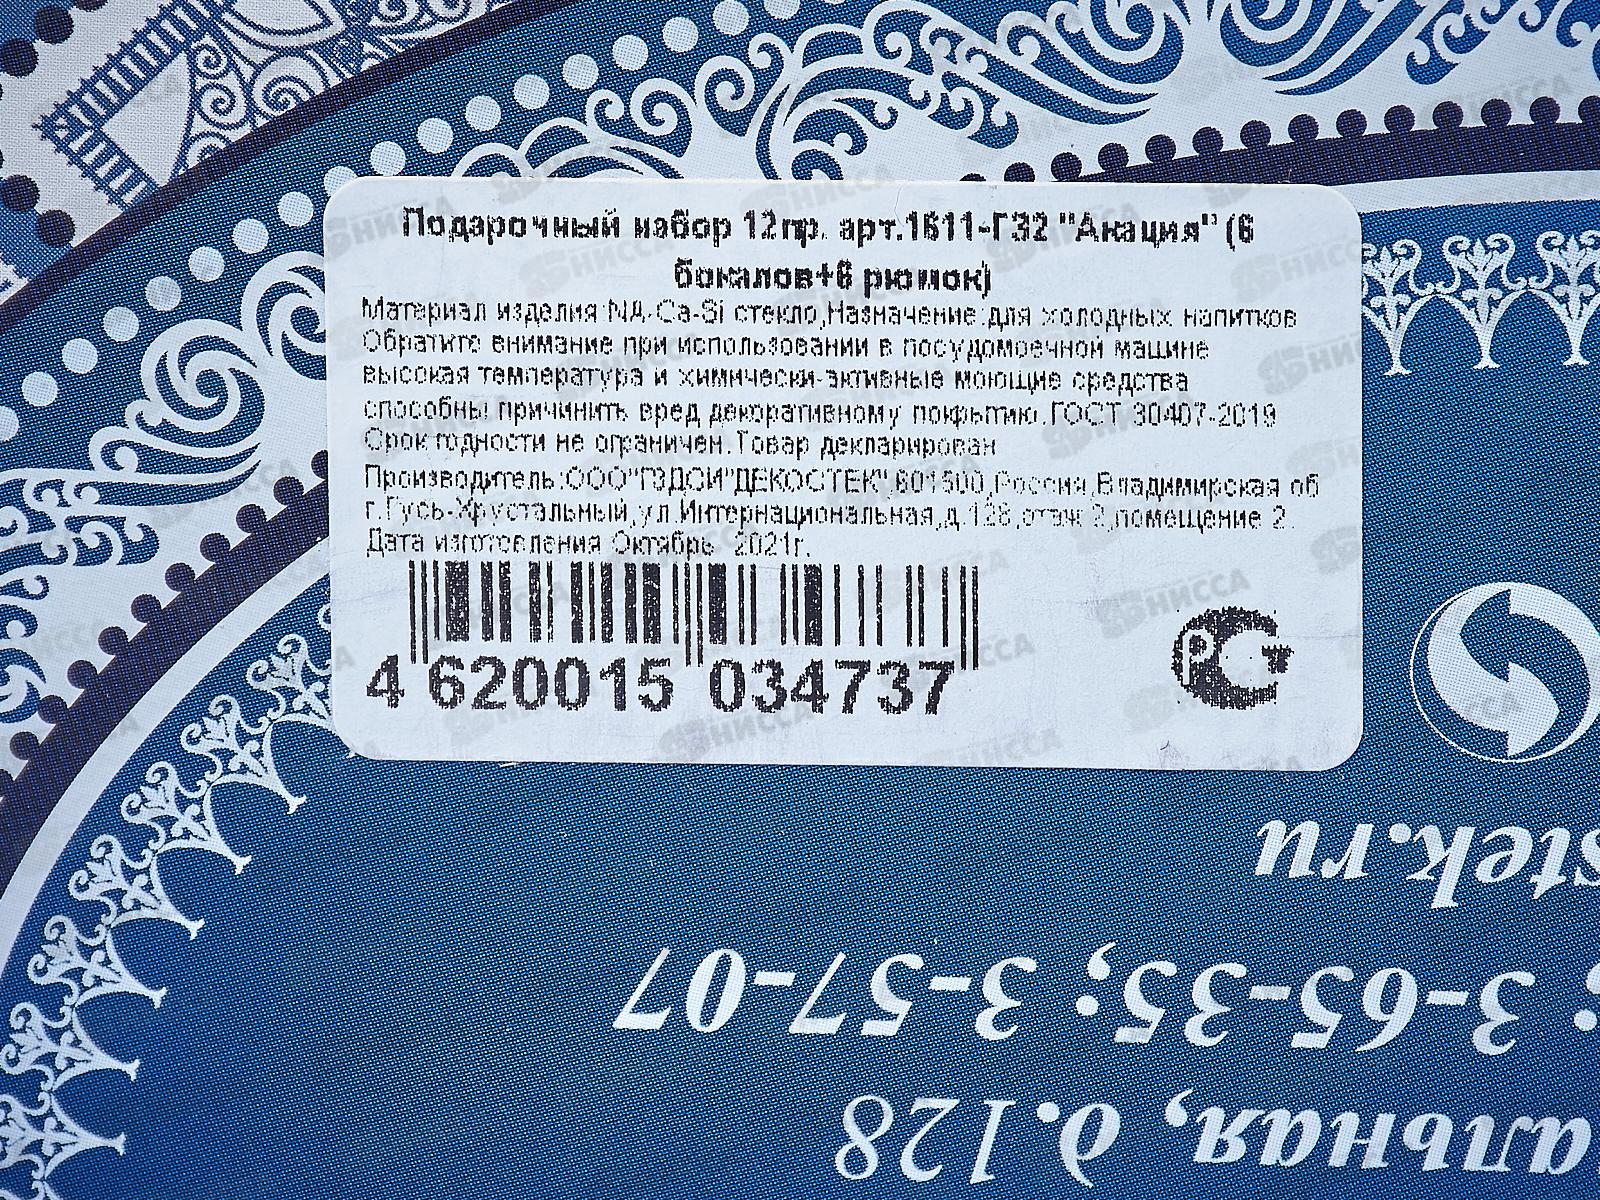 Подарочный набор 12пр. арт.1611-ГЗ2 "Акация" (6
бокалов+6 рюмок)
Материал изделия:NA-Ca-Si стекло,Назначение:для холодных напитков
Обратите внимание при использовании в посудомоечной машине
высокая температура и химически-активные моющие средства
способны причинить вред декоративному покрытию.ГОСТ 30407-2019
Срок годности не ограничен.Товар декларирован
Производитель:ООО"ГЗДСИ"ДЕКОСТЕК",601500,Россия,Владимирская об
г.Гусь-Хрустальный,ул.Интернациональная,д.128,этаж 2,помещение 2.
Дата изготовления Октябрь 2021г.
4 620015 034737
РСТ
stek.ru
: 3-65-35; 3-57-07
альная, д.128
НИССА